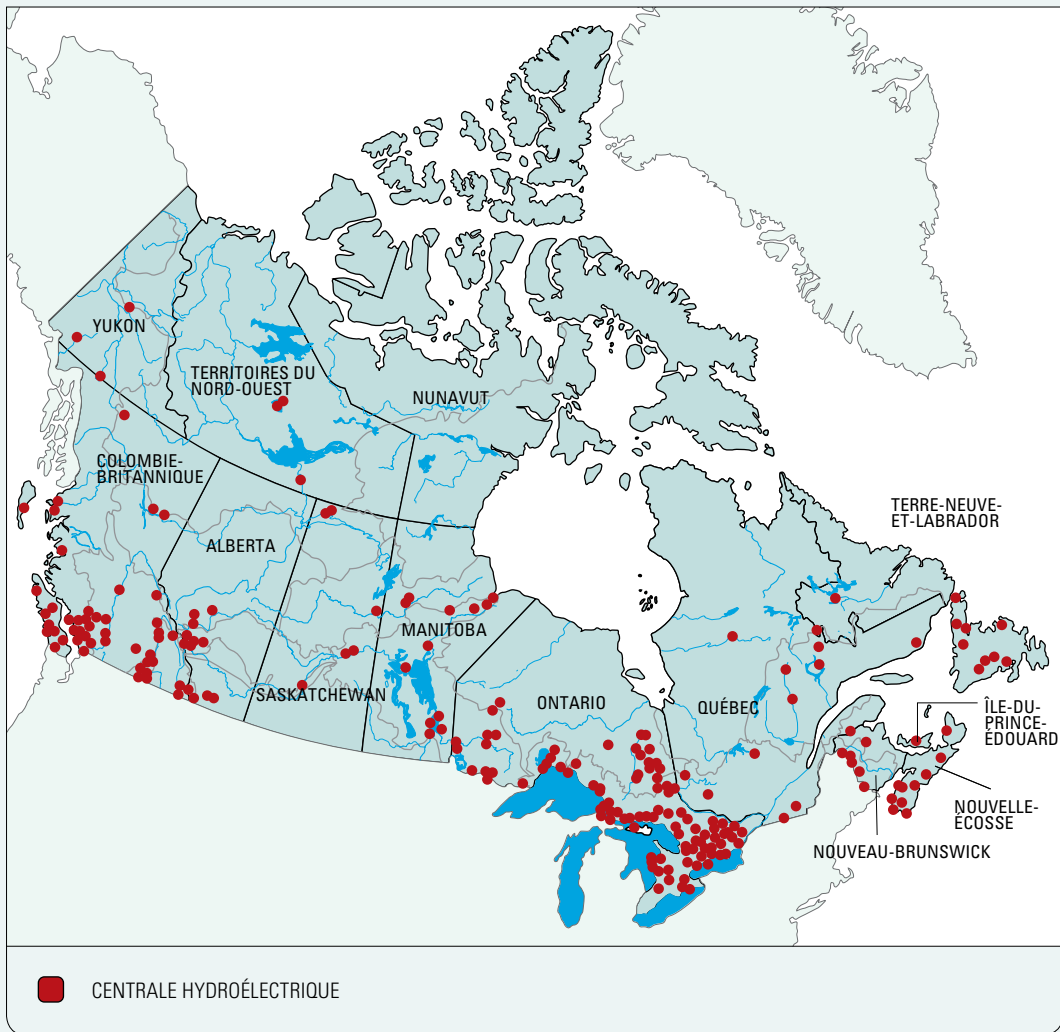 YUKON
TERRITOIRES DU
NORD-OUEST
NUNAVUT
COLOMBIE-
BRITANNIQUE
ALBERTA
SASKATCHEWAN
MANITOBA
ONTARIO
QUÉBEC
TERRE-NEUVE-
ET-LABRADOR
ÎLE-DU-
PRINCE-
ÉDOUARD
NOUVELLE-
ÉCOSSE
NOUVEAU-BRUNSWICK
CENTRALE HYDROÉLECTRIQUE